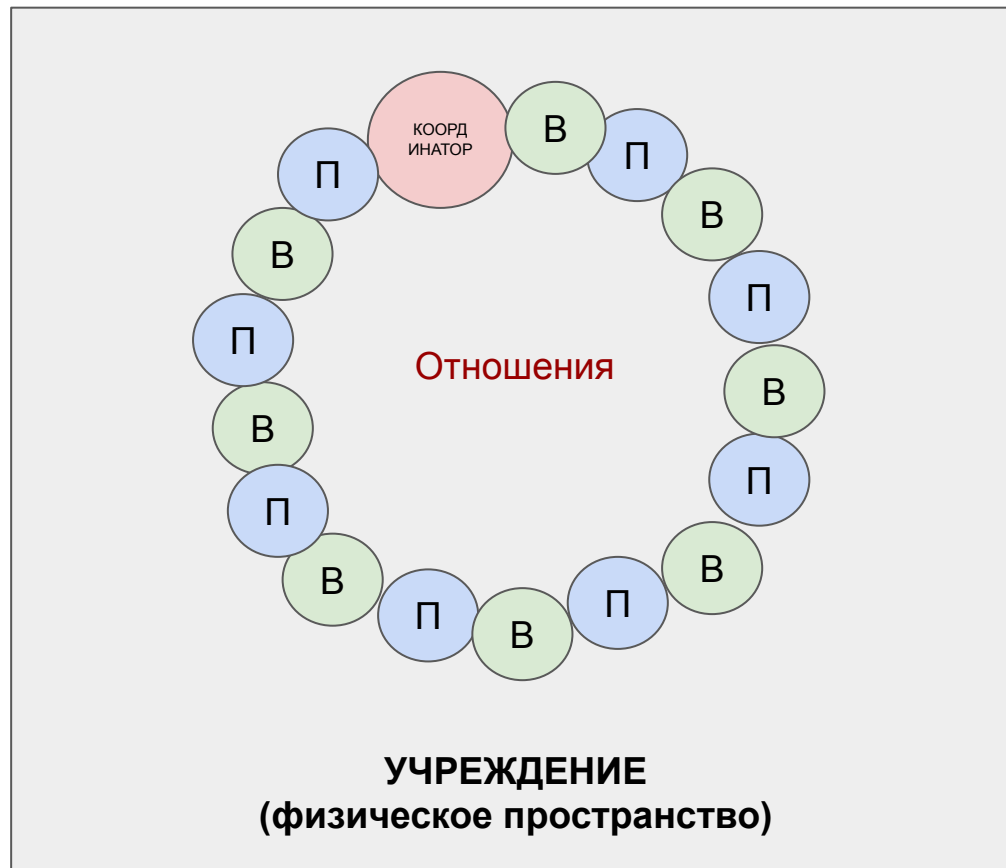 КООРД
ИНАТОР
В
П
В
П
В
П
В
П
В
П
В
П
В
П
В
П
Отношения
УЧРЕЖДЕНИЕ
(физическое пространство)